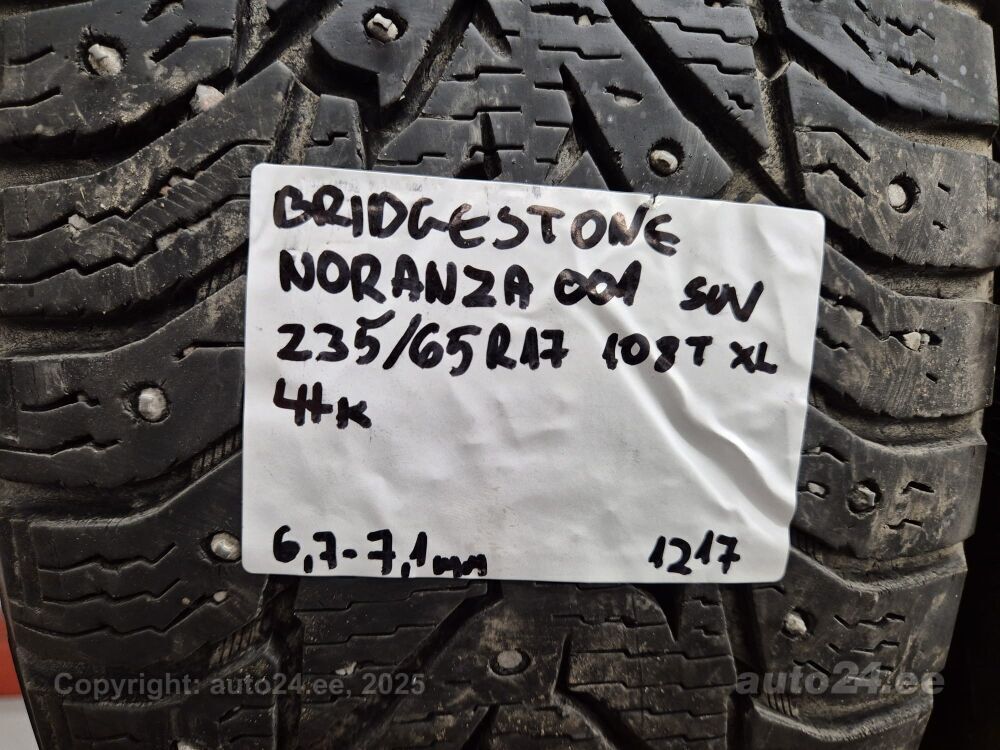 BRIDGESTONE
NORANZA 001 SUV
235/65R17 108T XL
4tk
6,7-7,1mm 1217
Copyright: auto24.ee, 2025 auto24.ee